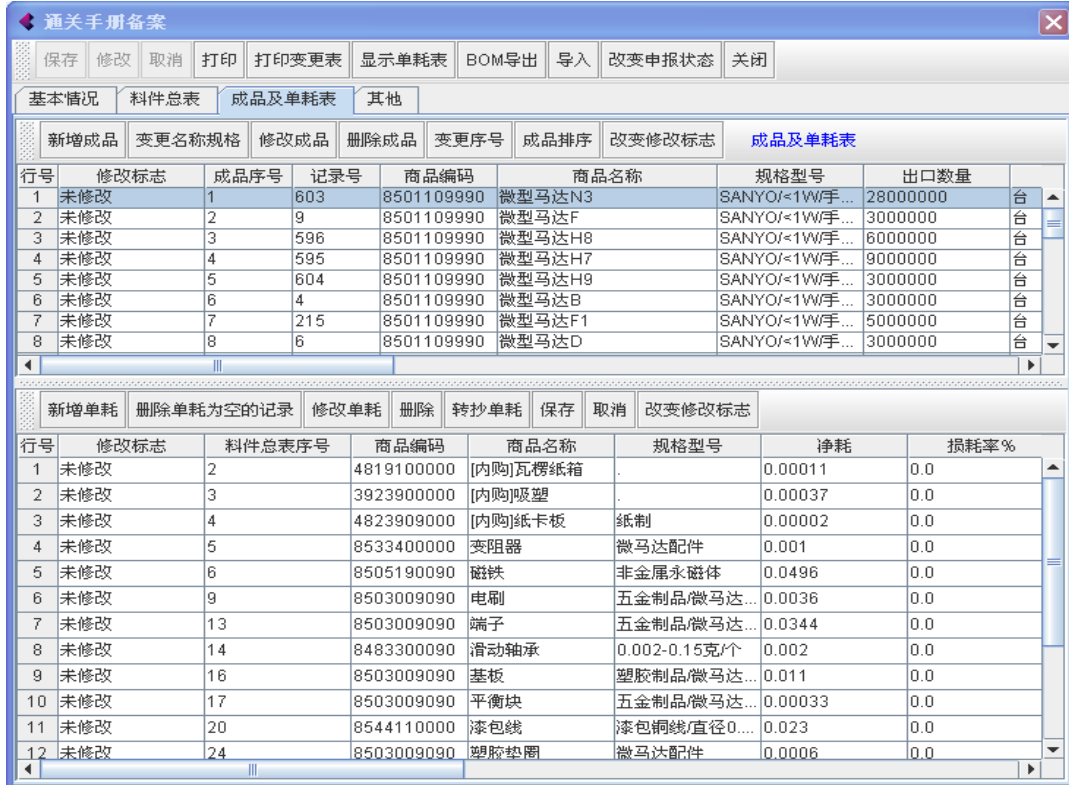 通关手册备案
保存 修改 取消 打印 打印变更表 显示单耗表 BOM导出 导入 改变申报状态 关闭
基本情况 料件总表 成品及单耗表 其他
新增成品 变更名称规格 修改成品 删除成品 变更序号 成品排序 改变修改标志 成品及单耗表
行号 修改标志 成品序号 记录号 商品编码 商品名称 规格型号 出口数量
1 未修改 1 603 8501109990 微型马达N3 SANYO/<1W/手... 28000000 台
2 未修改 2 9 8501109990 微型马达F SANYO/<1W/手... 3000000 台
3 未修改 3 596 8501109990 微型马达H8 SANYO/<1W/手... 6000000 台
4 未修改 4 595 8501109990 微型马达H7 SANYO/<1W/手... 9000000 台
5 未修改 5 604 8501109990 微型马达H9 SANYO/<1W/手... 3000000 台
6 未修改 6 4 8501109990 微型马达B SANYO/<1W/手... 3000000 台
7 未修改 7 215 8501109990 微型马达F1 SANYO/<1W/手... 5000000 台
8 未修改 8 6 8501109990 微型马达D SANYO/<1W/手... 3000000 台
新增单耗 删除单耗为空的记录 修改单耗 删除 转抄单耗 保存 取消 改变修改标志
行号 修改标志 料件总表序号 商品编码 商品名称 规格型号 净耗 损耗率%
1 未修改 2 4819100000 [内购]瓦楞纸箱 . 0.00011 0.0
2 未修改 3 3923900000 [内购]吸塑 . 0.00037 0.0
3 未修改 4 4823909000 [内购]纸卡板 纸制 0.00002 0.0
4 未修改 5 8533400000 变阻器 微马达配件 0.001 0.0
5 未修改 6 8505190090 磁铁 非金属永磁体 0.0496 0.0
6 未修改 9 8503009090 电刷 五金制品/微马达... 0.0036 0.0
7 未修改 13 8503009090 端子 五金制品/微马达... 0.0344 0.0
8 未修改 14 8483300090 滑动轴承 0.002-0.15克/个 0.002 0.0
9 未修改 16 8503009090 基板 塑胶制品/微马达... 0.011 0.0
10 未修改 17 8503009090 平衡块 五金制品/微马达... 0.00033 0.0
11 未修改 20 8544110000 漆包线 漆包铜线/直径0.... 0.023 0.0
12 未修改 24 8503009090 塑胶垫圈 微马达配件 0.0006 0.0